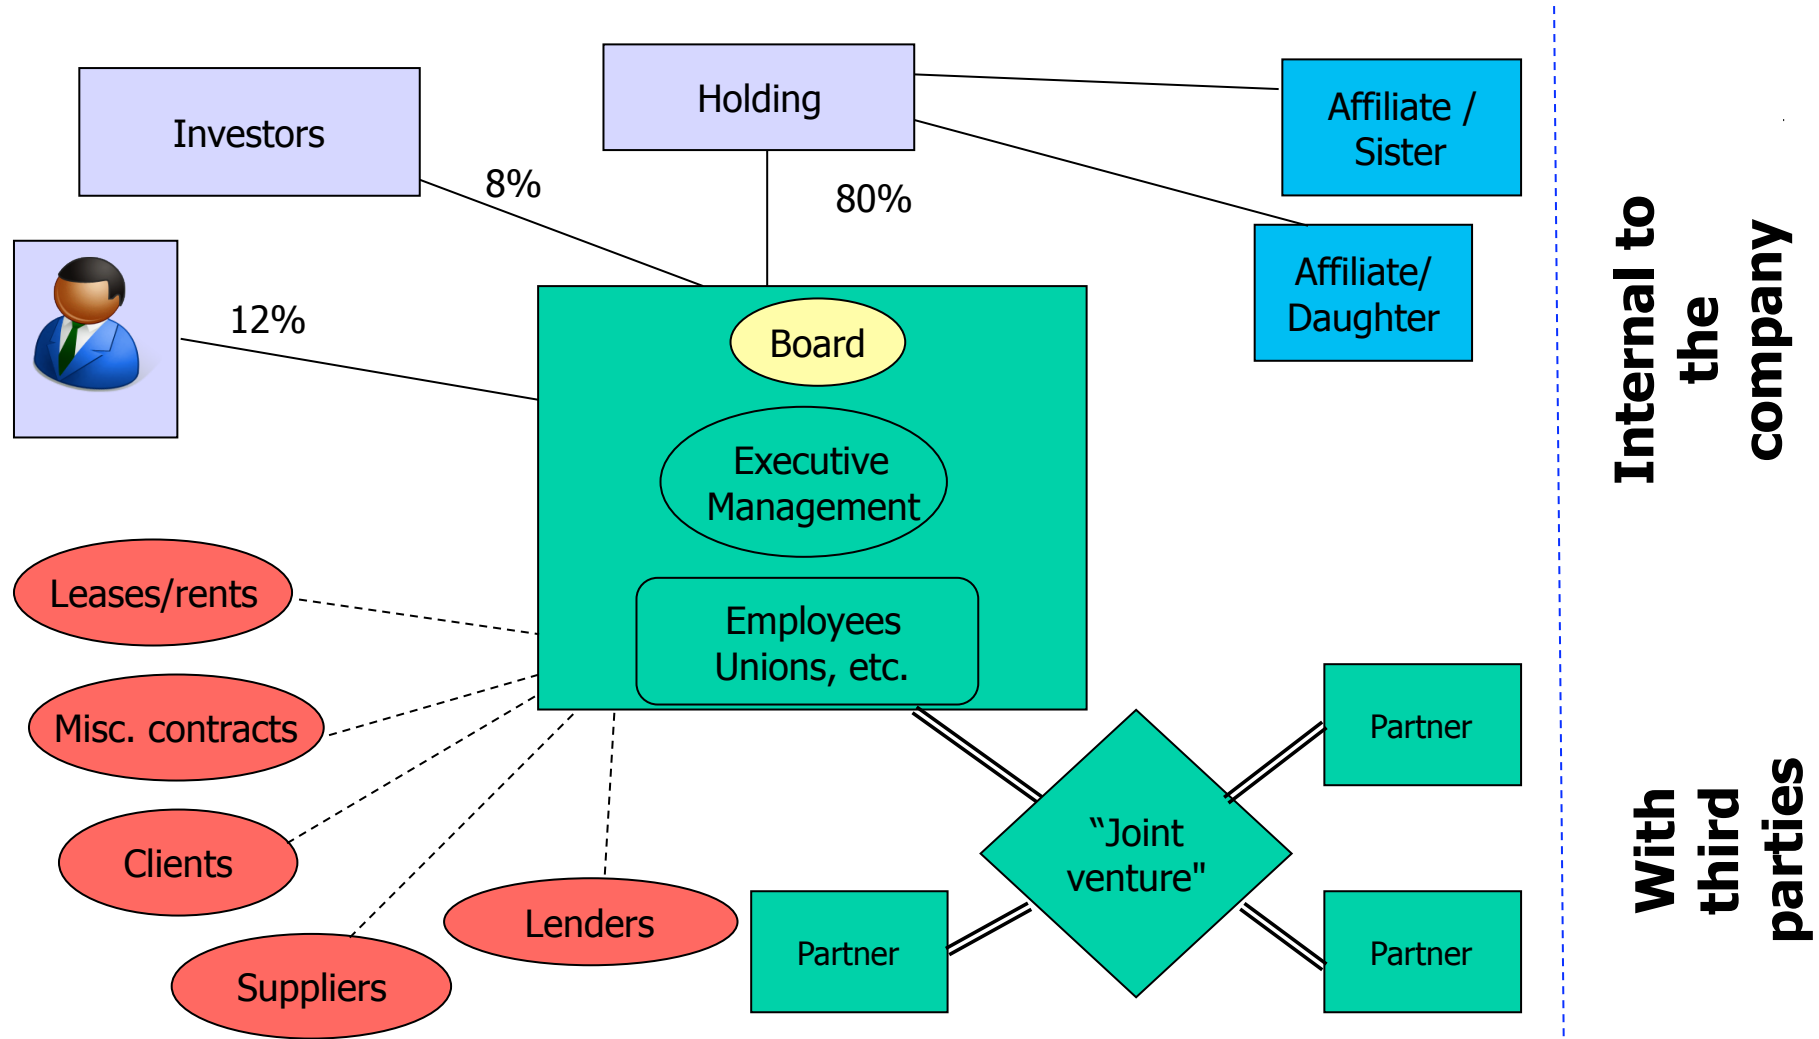 Holding
Investors
Affiliate /
Sister
8%
80%
Affiliate/
Daughter
12%
Board
Executive
Management
Employees
Unions, etc.
Leases/rents
Misc. contracts
Clients
Suppliers
Lenders
“Joint
venture"
Partner
Partner
Partner
Internal to
the
company
With
third
parties